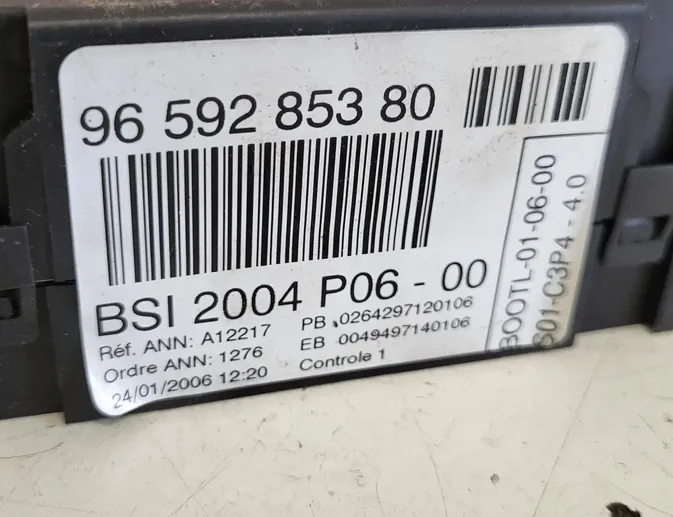 96 592 853 80
BSI 2004 P06 - 00
Réf. ANN: A12217
PB 0264297120106
Ordre ANN: 1276
EB 0049497140106
24/01/2006 12:20
Controle 1
BOOTL-01-06-00
S01-C3P4 - 4.0